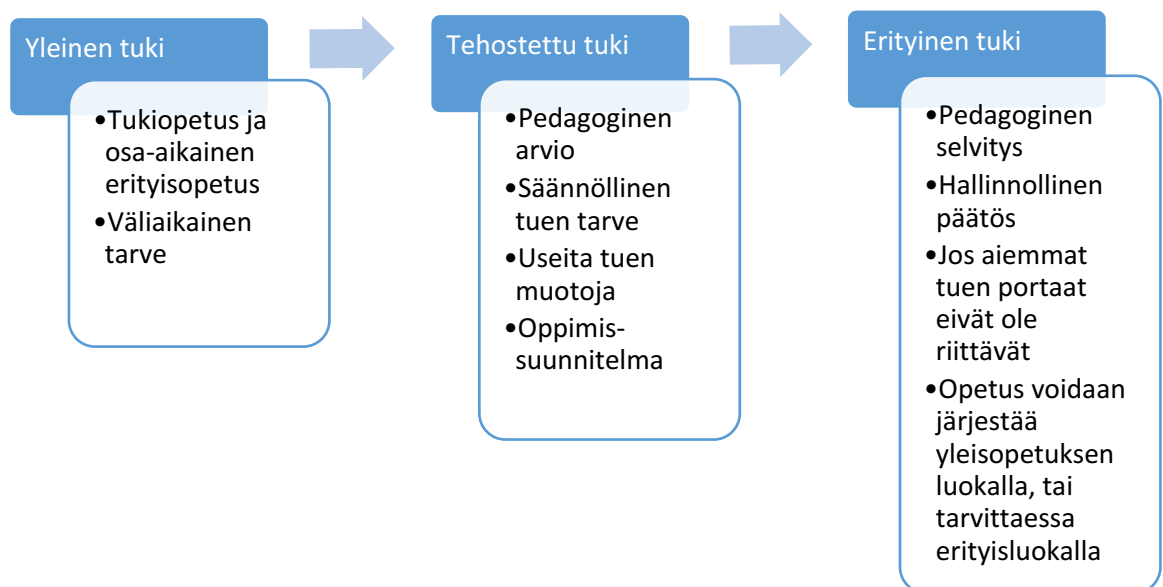 Yleinen tuki
•Tukiopetus ja
osa-aikainen
erityisopetus
•Väliaikainen
tarve
Tehostettu tuki
•Pedagoginen
arvio
•Säännöllinen
tuen tarve
•Useita tuen
muotoja
•Oppimis-
suunnitelma
Erityinen tuki
•Pedagoginen
selvitys
•Hallinnollinen
päätös
•Jos aiemmat
tuen portaat
eivät ole
riittävät
•Opetus voidaan
järjestää
yleisopetuksen
luokalla, tai
tarvittaessa
erityisluokalla